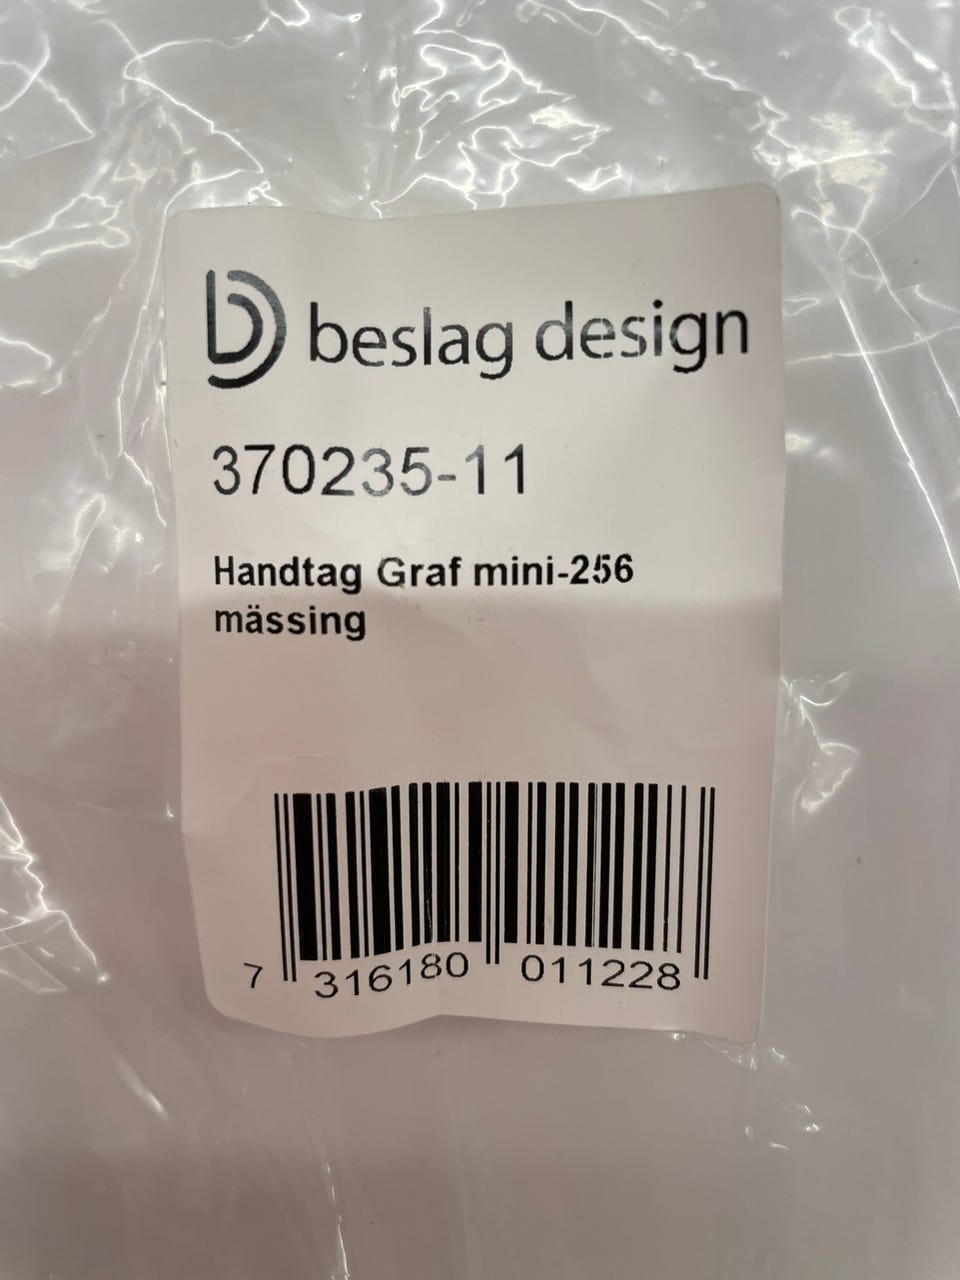 beslag design
370235-11
Handtag Graf mini-256
mässing
7 316180 011228